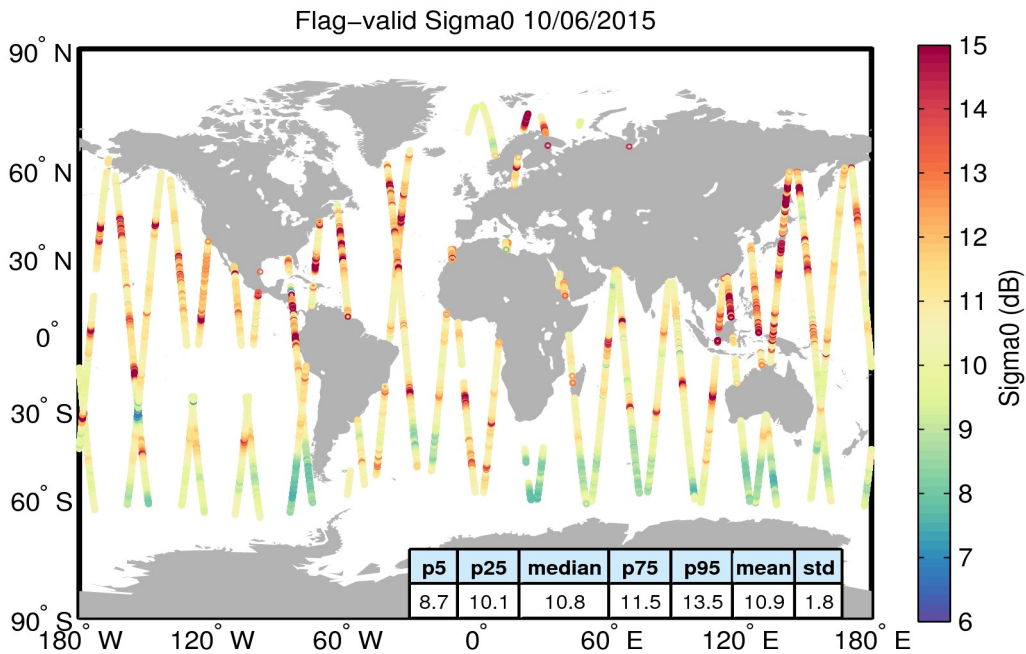 Flag−valid Sigma0 10/06/2015
90° N
60° N
30° N
0°
30° S
60° S
90° S
180° W
120° W
60° W
0°
60° E
120° E
180° E
p5 p25 median p75 p95 mean std
8.7 10.1 10.8 11.5 13.5 10.9 1.8
15
14
13
12
11
10
9
8
7
6
Sigma0 (dB)